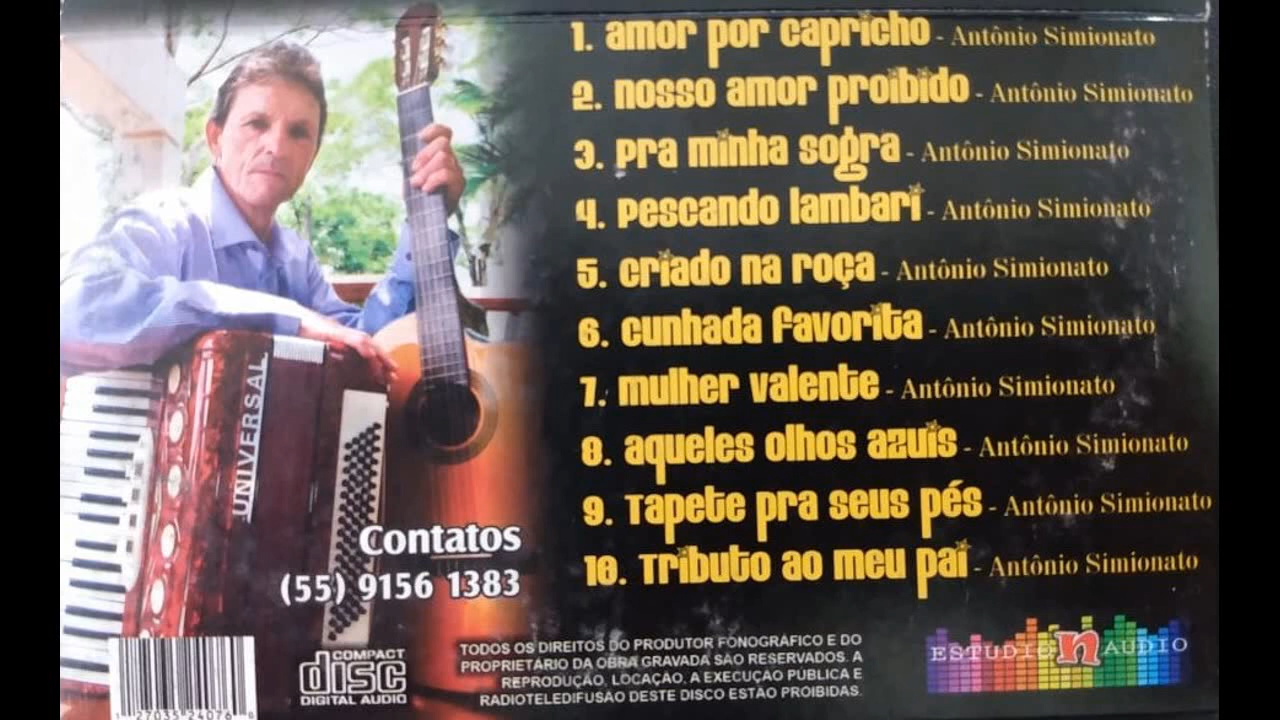 1. amor por capricho - Antônio Simionato
2. nosso amor proibido - Antônio Simionato
3. pra minha sogra - Antônio Simionato
4. pescando lambari - Antônio Simionato
5. criado na roça - Antônio Simionato
6. cunhada favorita - Antônio Simionato
7. mulher valente - Antônio Simionato
8. aqueles olhos azuis - Antônio Simionato
9. Tapete pra seus pés - Antônio Simionato
10. Tributo ao meu pai - Antônio Simionato
UNIVERSAL
Contatos
(55) 9156 1383
1 27035 24076 8
COMPACT
disc
DIGITAL AUDIO
TODOS OS DIREITOS DO PRODUTOR FONOGRÁFICO E DO
PROPRIETÁRIO DA OBRA GRAVADA SÃO RESERVADOS. A
REPRODUÇÃO, LOCAÇÃO, A EXECUÇÃO PÚBLICA E
RADIOTELEDIFUSÃO DESTE DISCO ESTÃO PROIBIDAS.
ESTUDIO n AUDIO